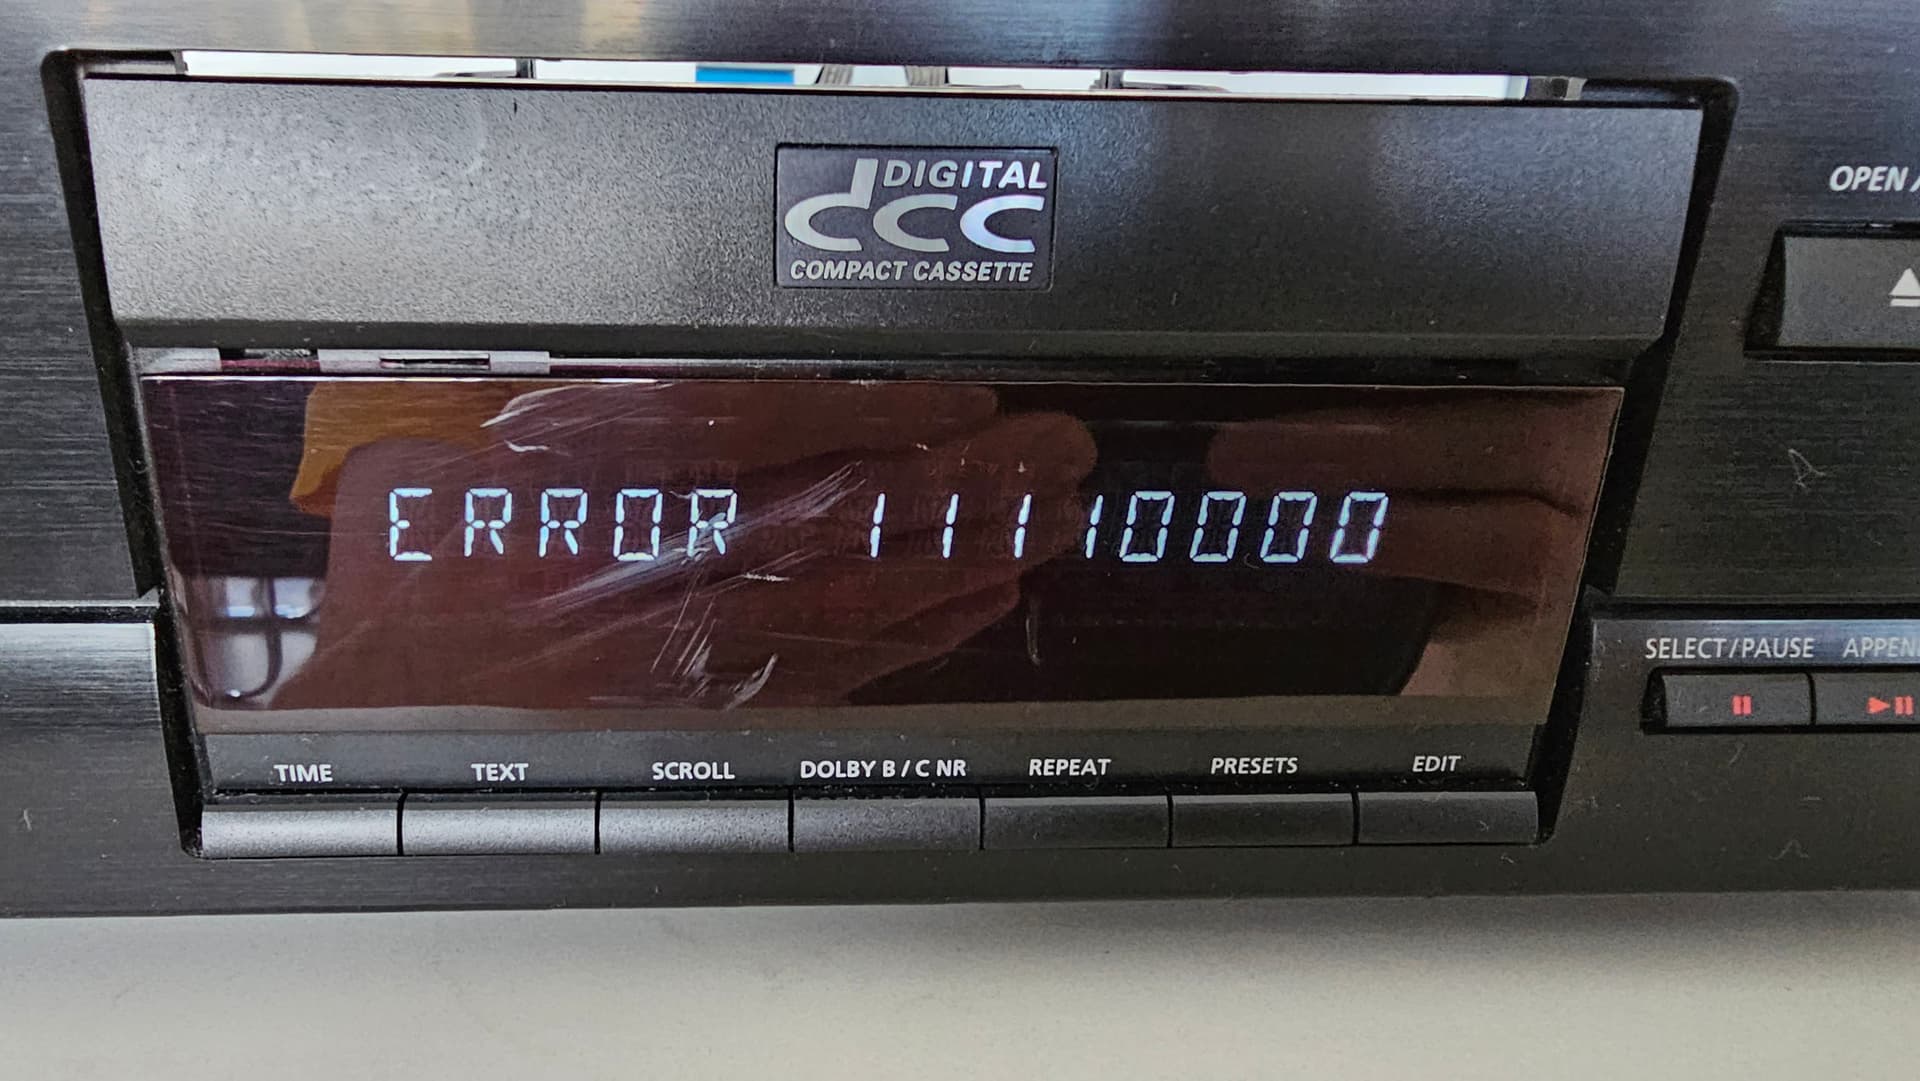 DIGITAL
dcc
COMPACT CASSETTE
OPEN /
ERROR 11110000
SELECT/PAUSE
TIME TEXT SCROLL DOLBY B / C NR REPEAT PRESETS EDIT